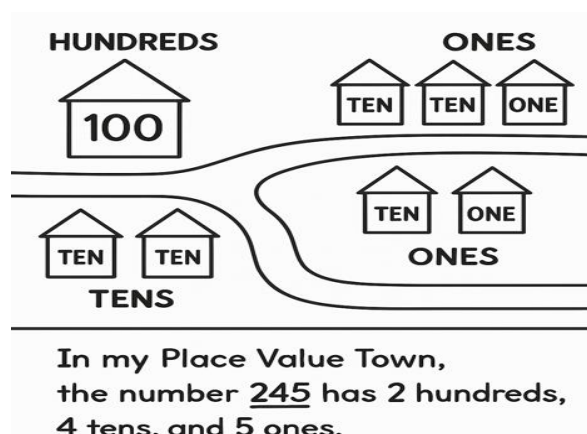 HUNDREDS
ONES
100
TEN TEN ONE
TEN ONE
ONES
TEN TEN
TENS
In my Place Value Town,
the number 245 has 2 hundreds,
4 tens, and 5 ones.